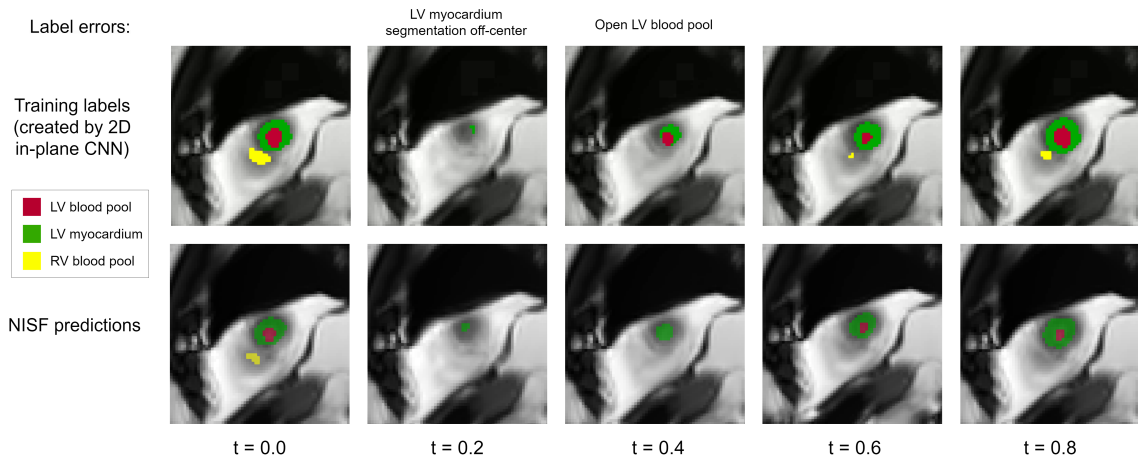 Label errors:
LV myocardium
segmentation off-center
Open LV blood pool
Training labels
(created by 2D
in-plane CNN)
LV blood pool
LV myocardium
RV blood pool
NISF predictions
t = 0.0
t = 0.2
t = 0.4
t = 0.6
t = 0.8